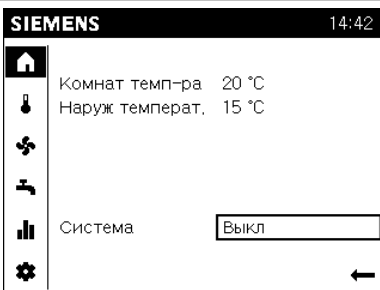 SIEMENS 14:42
Комнат темп-ра 20 °C
Наруж температ. 15 °C
Система Выкл